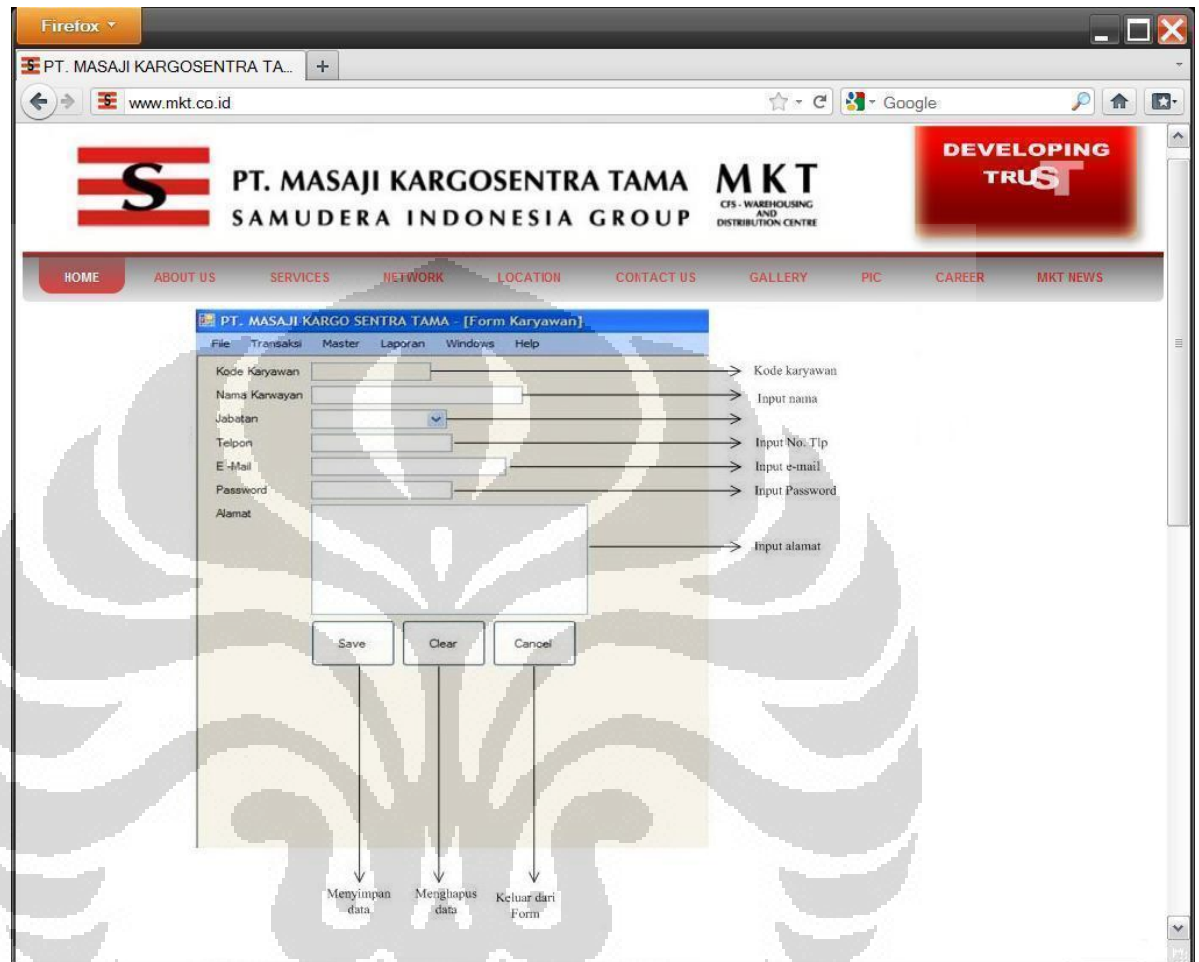 Firefox
PT. MASAJI KARGOSENTRA TA...
www.mkt.co.id
Google
S
PT. MASAJI KARGOSENTRA TAMA
SAMUDERA INDONESIA GROUP
MKT
CFS - WAREHOUSING
AND
DISTRIBUTION CENTRE
DEVELOPING
TRUST
HOME ABOUT US SERVICES NETWORK LOCATION CONTACT US GALLERY PIC CAREER MKT NEWS
PT. MASAJI KARGO SENTRA TAMA - [Form Karyawan]
File Transaksi Master Laporan Windows Help
Kode Karyawan Kode karyawan
Nama Karwayan Input nama
Jabatan
Telpon Input No. Tlp
E -Mail Input e-mail
Password Input Password
Alamat Input alamat
Save Clear Cancel
Menyimpan
data
Menghapus
data
Keluar dari
Form